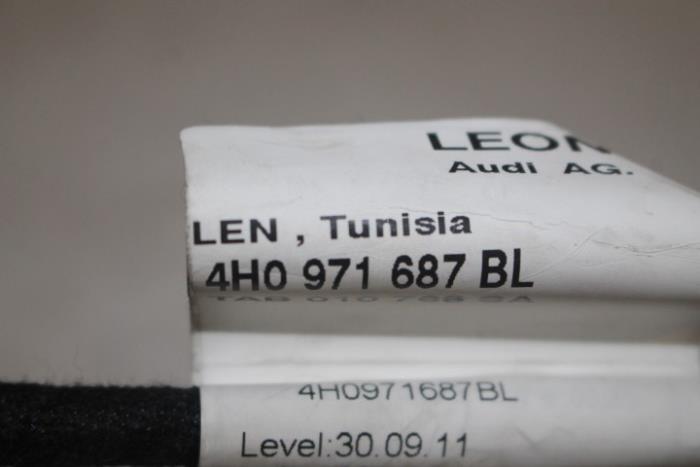 LEON
Audi AG.
LEN , Tunisia
4H0 971 687 BL
4H0971687BL
Level:30.09.11